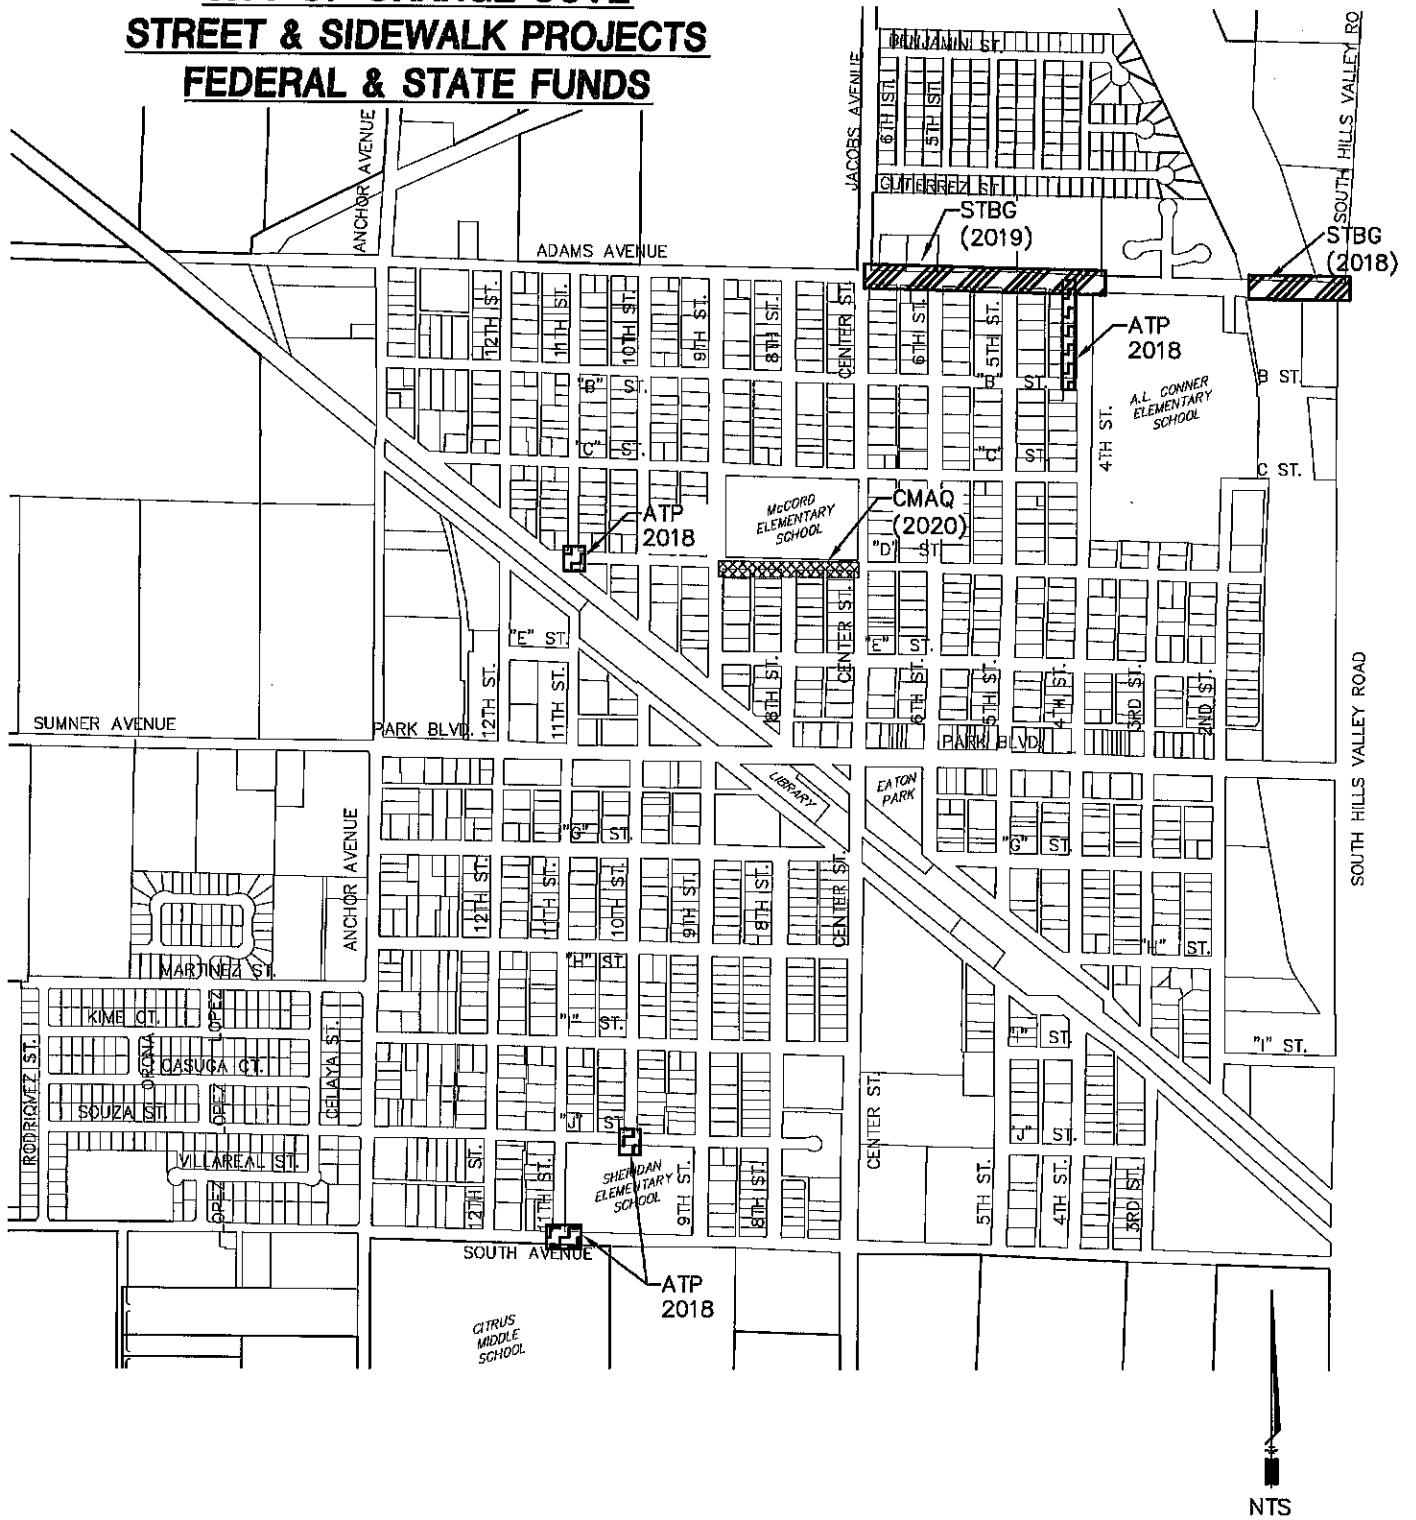 STREET & SIDEWALK PROJECTS
FEDERAL & STATE FUNDS
BENJAMIN ST.
JACOBS AVENUE
6TH ST.
5TH ST.
SOUTH HILLS VALLEY RO
ANCHOR AVENUE
GUTIERREZ ST
STBG
(2019)
STBG
(2018)
ADAMS AVENUE
12TH ST.
11TH ST.
10TH ST.
9TH ST.
8TH ST.
CENTER ST.
6TH ST.
5TH ST.
ATP
2018
"B" ST.
"B" ST.
B ST.
A.L. CONNER
ELEMENTARY
SCHOOL
4TH ST.
"C" ST.
"C" ST.
C ST.
McCORD
ELEMENTARY
SCHOOL
CMAQ
(2020)
ATP
2018
"D" ST
CENTER ST.
"E" ST.
"E" ST.
12TH ST.
11TH ST.
8TH ST.
6TH ST.
5TH ST.
4TH ST.
3RD ST.
2ND ST.
SUMNER AVENUE
PARK BLVD.
PARK BLVD.
SOUTH HILLS VALLEY ROAD
LIBRARY
EATON
PARK
ANCHOR AVENUE
"G" ST.
"G" ST.
12TH ST.
11TH ST.
10TH ST.
9TH ST.
8TH ST.
CENTER ST.
"H" ST.
MARTINEZ ST.
"H" ST
KIME CT.
LOPEZ
"I" ST.
"I" ST.
"I" ST.
RODRIQWEZ ST.
ORONA
CASUGA CT.
CELAYA ST.
SOUZA ST.
OPEZ
"J" ST
CENTER ST.
"J" ST.
VILLAREAL ST.
OPEZ
12TH ST.
11TH ST.
SHERIDAN
ELEMENTARY
SCHOOL
9TH ST.
8TH ST.
5TH ST.
4TH ST.
3RD ST.
SOUTH AVENUE
ATP
2018
CITRUS
MIDDLE
SCHOOL
NTS